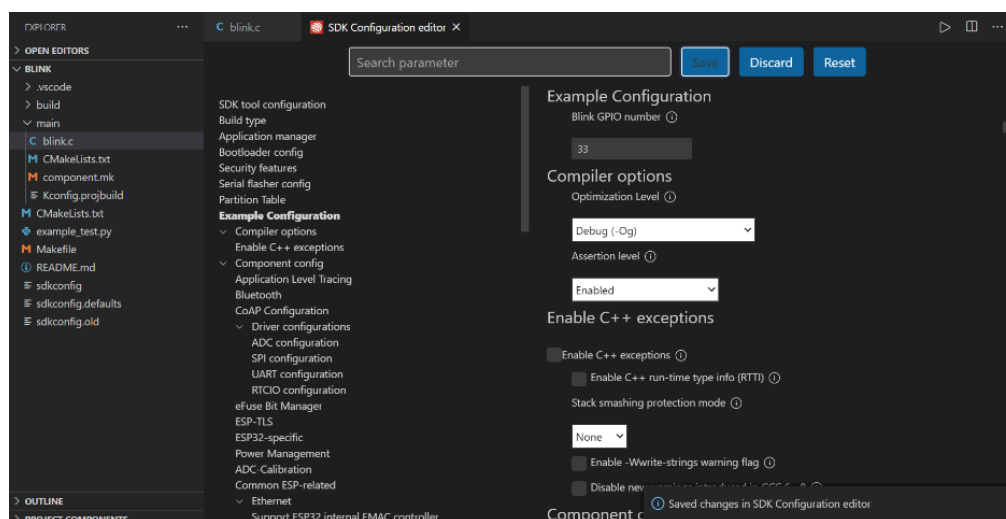 EXPLORER ...
C blink.c
SDK Configuration editor ×
> OPEN EDITORS
BLINK
> .vscode
> build
main
C blink.c
M CMakeLists.txt
M component.mk
Kconfig.projbuild
M CMakeLists.txt
example_test.py
M Makefile
README.md
sdkconfig
sdkconfig.defaults
sdkconfig.old
> OUTLINE
> PROJECT COMPONENTS
Search parameter
Save
Discard
Reset
SDK tool configuration
Build type
Application manager
Bootloader config
Security features
Serial flasher config
Partition Table
Example Configuration
Compiler options
Enable C++ exceptions
Component config
Application Level Tracing
Bluetooth
CoAP Configuration
Driver configurations
ADC configuration
SPI configuration
UART configuration
RTCIO configuration
eFuse Bit Manager
ESP-TLS
ESP32-specific
Power Management
ADC-Calibration
Common ESP-related
Ethernet
Support ESP32 internal EMAC controller
Example Configuration
Blink GPIO number
33
Compiler options
Optimization Level
Debug (-Og)
Assertion level
Enabled
Enable C++ exceptions
Enable C++ exceptions
Enable C++ run-time type info (RTTI)
Stack smashing protection mode
None
Enable -Wwrite-strings warning flag
Disable new
Component c
Saved changes in SDK Configuration editor